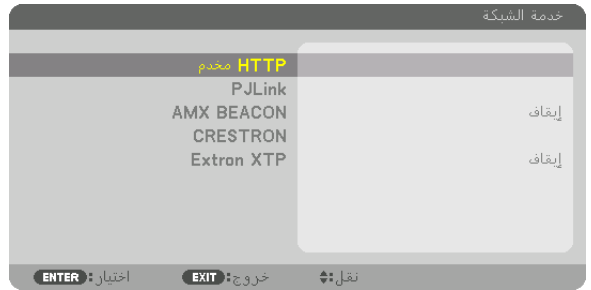 خدمة الشبكة
HTTP مخدم
PJLink
AMX BEACON إيقاف
CRESTRON
Extron XTP إيقاف
ENTER :اختيار EXIT :خروج نقل: